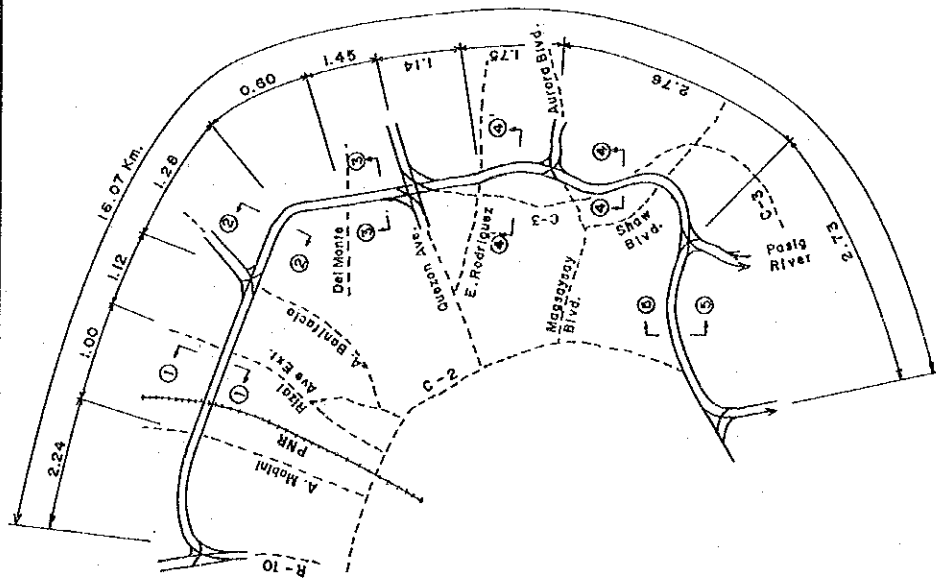 16.07 Km.
2.24
1.00
1.12
1.28
0.60
1.45
1.14
1.75
2.76
2.73
R-10
A. Mabini
PNR
Rizal
Ave Ext.
A. Bonifacio
C-2
Del Monte
Quezon Ave.
E. Rodriguez
C-3
Magsaysay
Blvd.
Aurora Blvd.
Shaw
Blvd.
C-3
Pasig
River
1
1
2
2
3
3
4
4
4
4
5